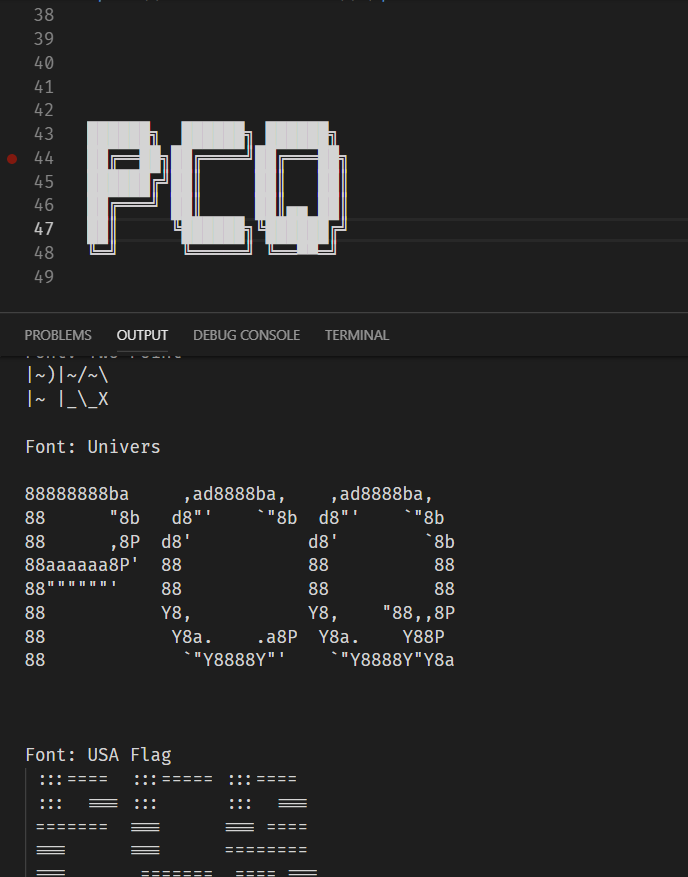 38
39
40
41
42
43 ██████╗  ██████╗ ██████╗
44 ██╔══██╗██╔════╝██╔═══██╗
45 ██████╔╝██║     ██║   ██║
46 ██╔═══╝ ██║     ██║▄▄ ██║
47 ██║     ╚██████╗╚██████╔╝
48 ╚═╝      ╚═════╝ ╚══▀▀═╝
49
PROBLEMS OUTPUT DEBUG CONSOLE TERMINAL
|~)|~/~\
|~ |_\_X
Font: Univers
88888888ba     ,ad8888ba,    ,ad8888ba,
88      "8b   d8"'    `"8b  d8"'    `"8b
88      ,8P  d8'           d8'        `8b
88aaaaaa8P'  88            88          88
88""""""'    88            88          88
88           Y8,           Y8,    "88,,8P
88            Y8a.    .a8P  Y8a.    Y88P
88             `"Y8888Y"'    `"Y8888Y"Y8a
Font: USA Flag
 :::====  :::===== :::====
 :::  === :::      :::  ===
 =======  ===      === ====
 ===      ===      ========
 ===       =======  ==== ===